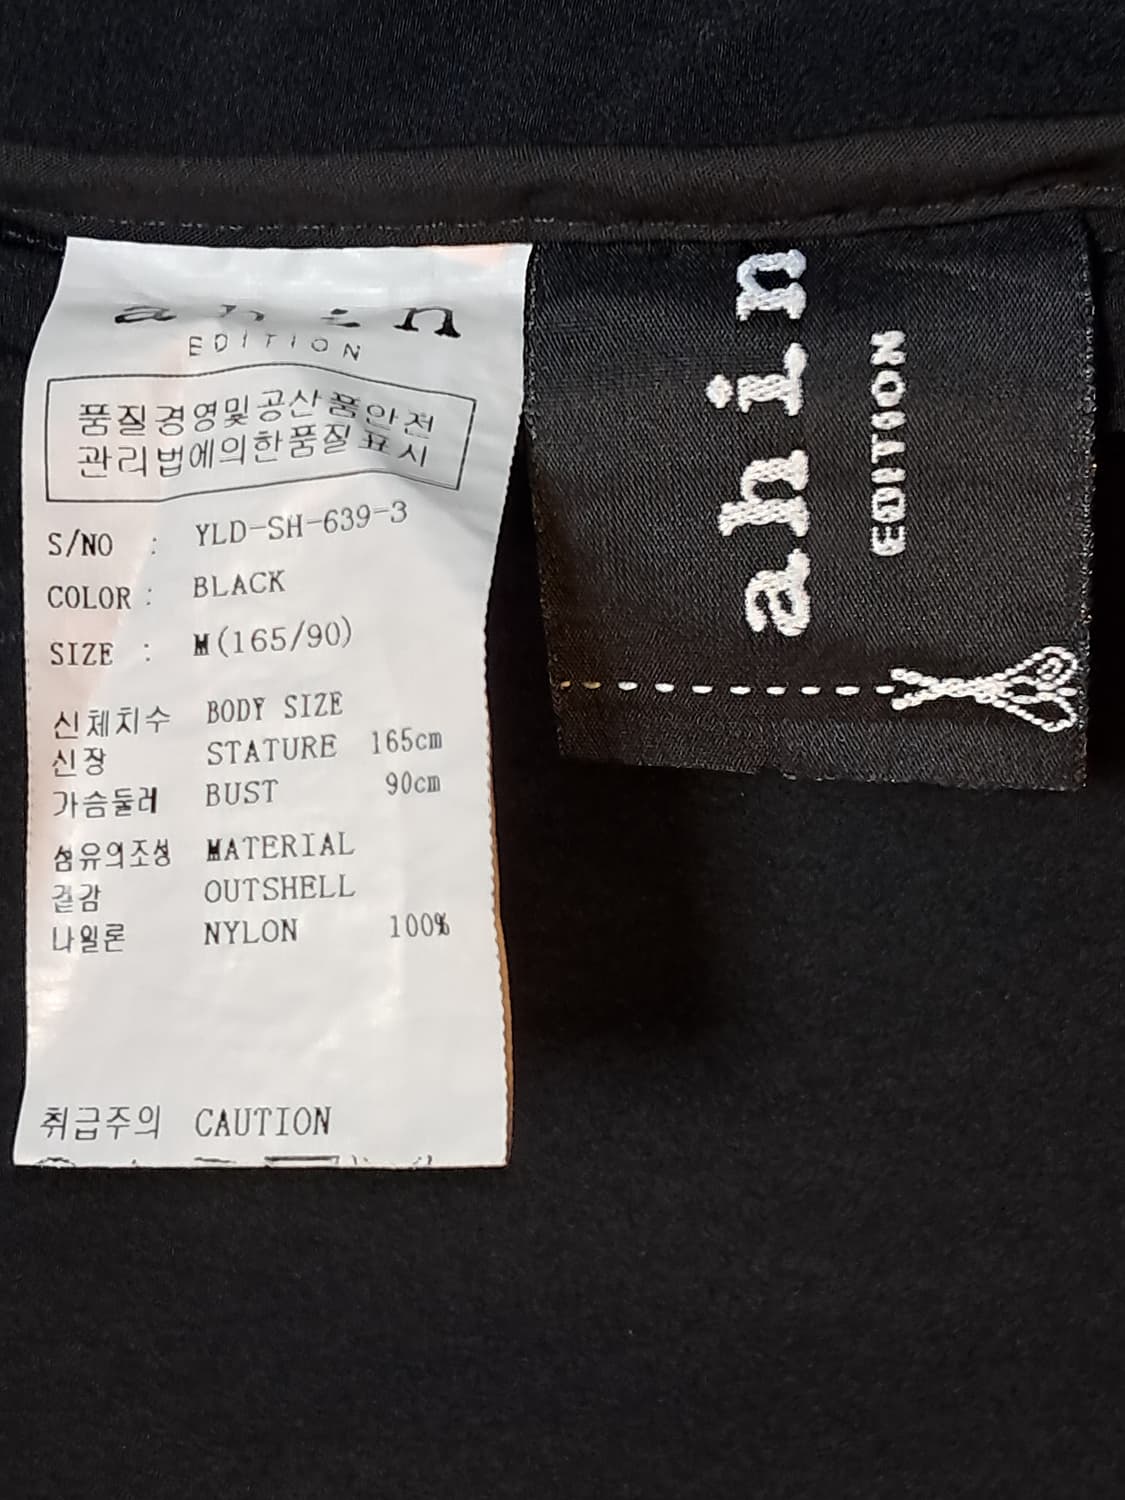 ahin
EDITION
품질경영및공산품안전
관리법에의한품질표시
S/NO : YLD-SH-639-3
COLOR : BLACK
SIZE : M(165/90)
신체치수 BODY SIZE
신장 STATURE 165cm
가슴둘레 BUST 90cm
섬유의조성 MATERIAL
겉감 OUTSHELL
나일론 NYLON 100%
취급주의 CAUTION
ahin
EDITION